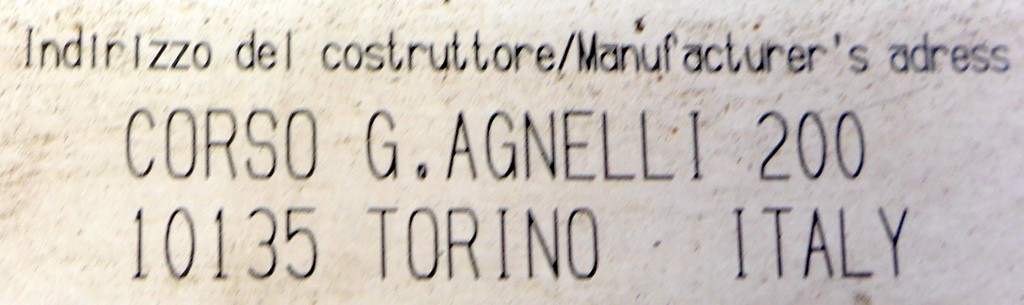 Indirizzo del costruttore/Manufacturer's adress
CORSO G.AGNELLI 200
10135 TORINO ITALY